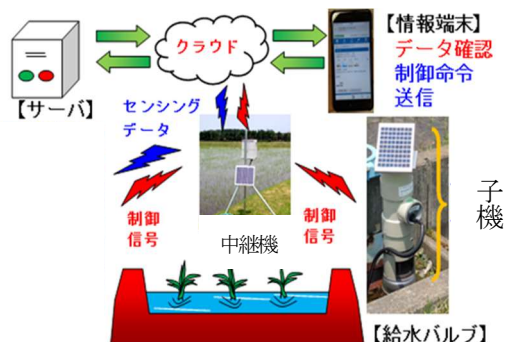 クラウド
【サーバ】
【情報端末】
データ確認
制御命令
送信
センシング
データ
制御
信号
中継機
制御
信号
子機
【給水バルブ】